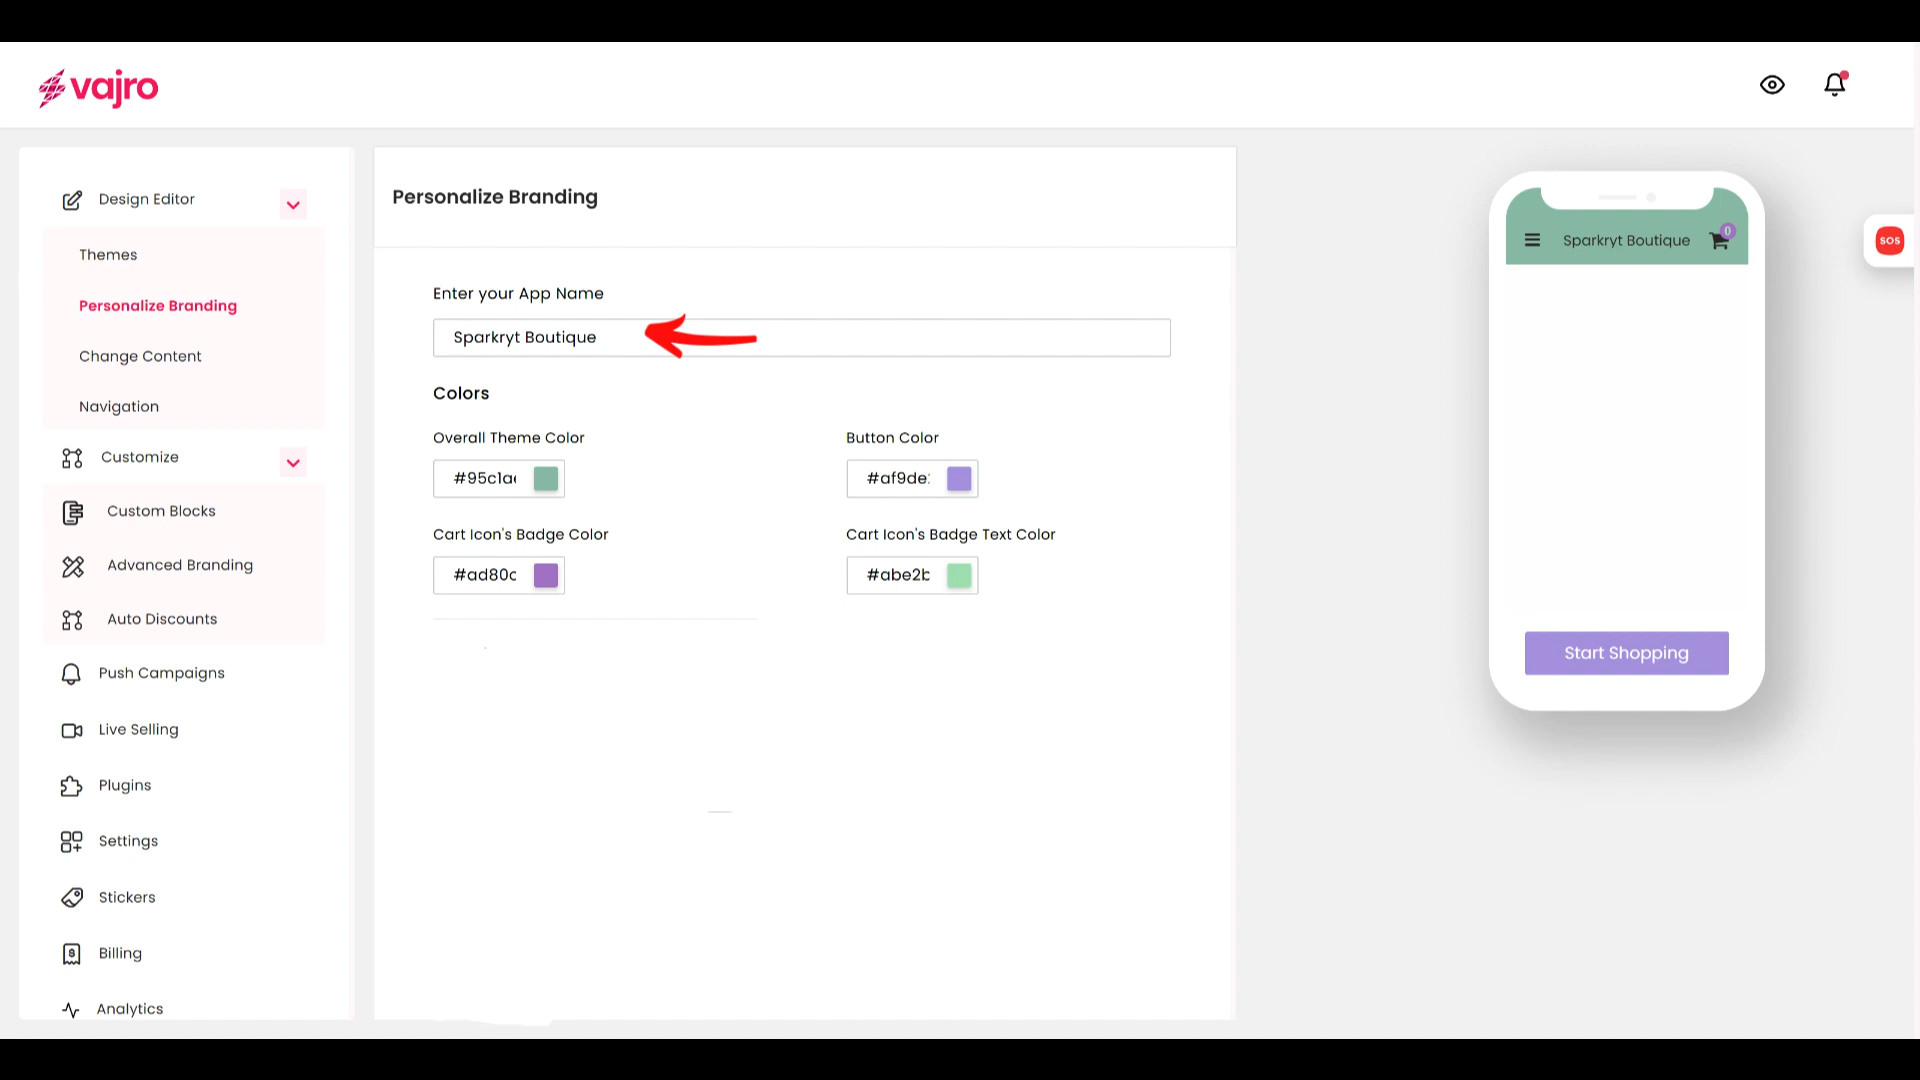 vajro
Design Editor
Themes
Personalize Branding
Change Content
Navigation
Customize
Custom Blocks
Advanced Branding
Auto Discounts
Push Campaigns
Live Selling
Plugins
Settings
Stickers
Billing
Analytics
Personalize Branding
Enter your App Name
Sparkryt Boutique
Colors
Overall Theme Color
Button Color
#95c1a
#af9de
Cart Icon's Badge Color
Cart Icon's Badge Text Color
#ad80c
#abe2b
Sparkryt Boutique
0
Start Shopping
SOS